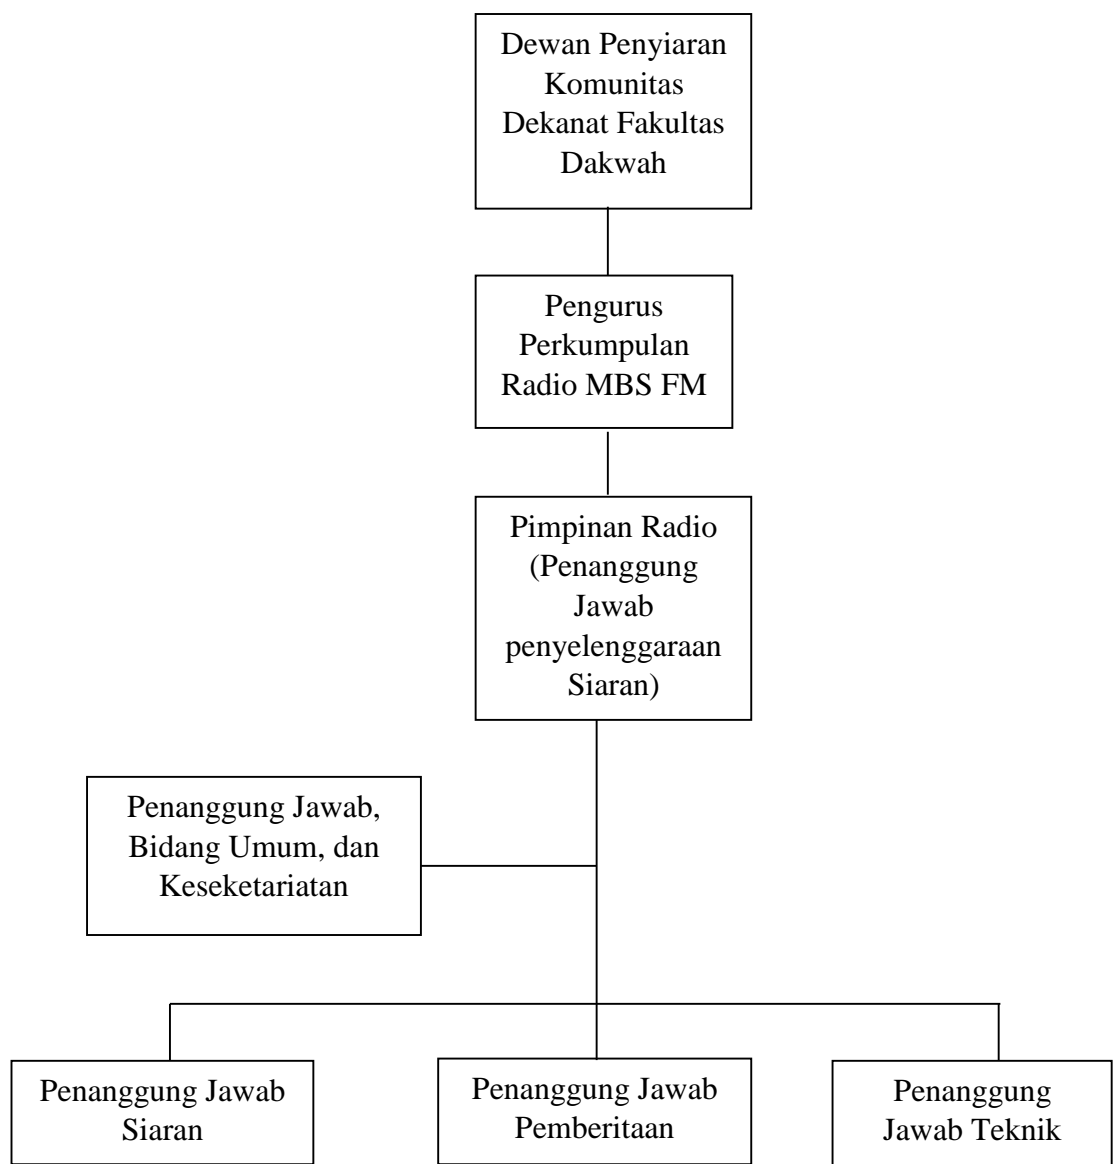 Dewan Penyiaran
Komunitas
Dekanat Fakultas
Dakwah
Pengurus
Perkumpulan
Radio MBS FM
Pimpinan Radio
(Penanggung
Jawab
penyelenggaraan
Siaran)
Penanggung Jawab,
Bidang Umum, dan
Keseketariatan
Penanggung Jawab
Siaran
Penanggung Jawab
Pemberitaan
Penanggung
Jawab Teknik